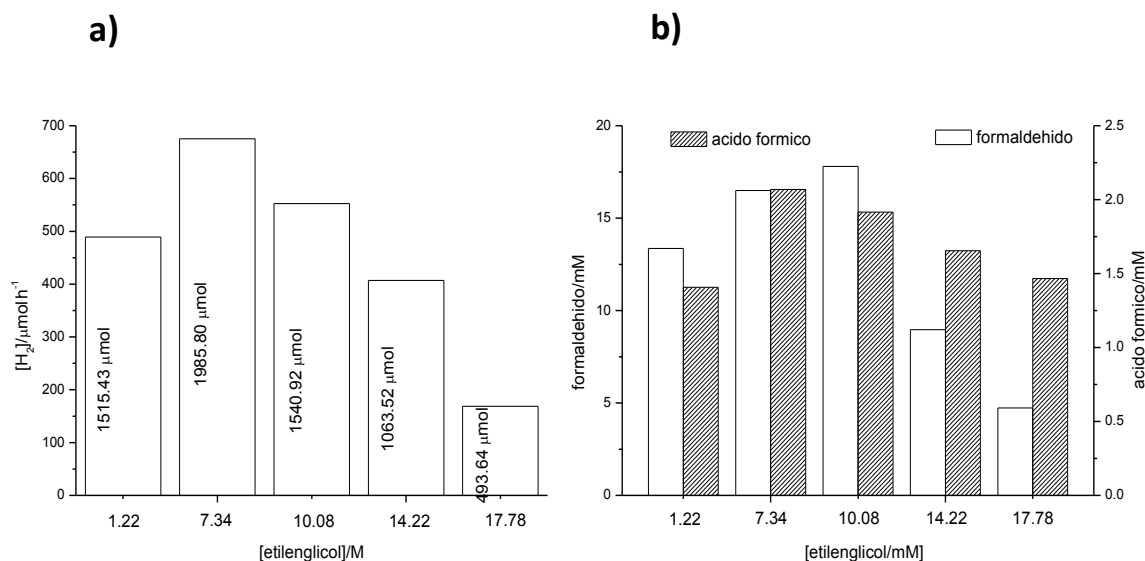 a)
[H₂]/μmol h⁻¹
700
600
500
400
300
200
100
0
1515.43 μmol
1985.80 μmol
1540.92 μmol
1063.52 μmol
493.64 μmol
1.22 7.34 10.08 14.22 17.78
[etilenglicol]/M
b)
acido formico formaldehido
formaldehido/mM
20
15
10
5
0
acido formico/mM
2.5
2.0
1.5
1.0
0.5
0.0
1.22 7.34 10.08 14.22 17.78
[etilenglicol/mM]